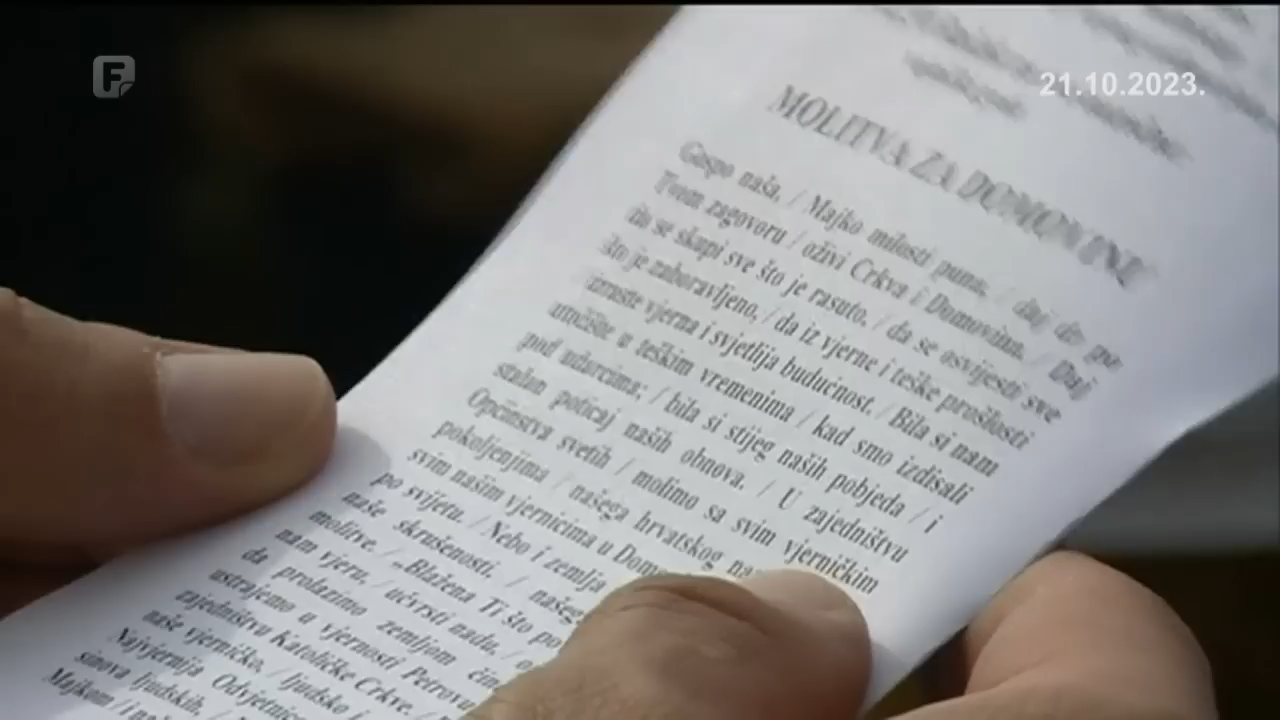 F
21.10.2023.
MOLITVA ZA DOMOVINU
Gospo naša, / Majko milosti puna, / daj da po
Tvom zagovoru / oživi Crkva i Domovina. / Daj
da se skupi sve što je rasuto, / da se osvijesti sve
što je zaboravljeno, / da iz vjerne i teške prošlosti
izraste vjerna i svjetlija budućnost. / Bila si nam
utočište u teškim vremenima / kad smo izdisali
pod udarcima; / bila si stijeg naših pobjeda / i
stalan poticaj naših obnova. / U zajedništvu
Općinstva svetih / molimo sa svim vjerničkim
pokoljenjima / našega hrvatskog
svim našim vjernicima u
po svijetu. / Nebo i zemlja
naše skrušenosti, /
molitve. / „Blažena Ti što
nam vjeru, / učvrsti nadu, /
da prolazimo zemljom
ustrajemo u vjernosti
zajedništvu Katoličke Crkve. /
naše vjerničko, / ljudsko i
Najvjernija
sinova ljudskih, /
Majkom / i